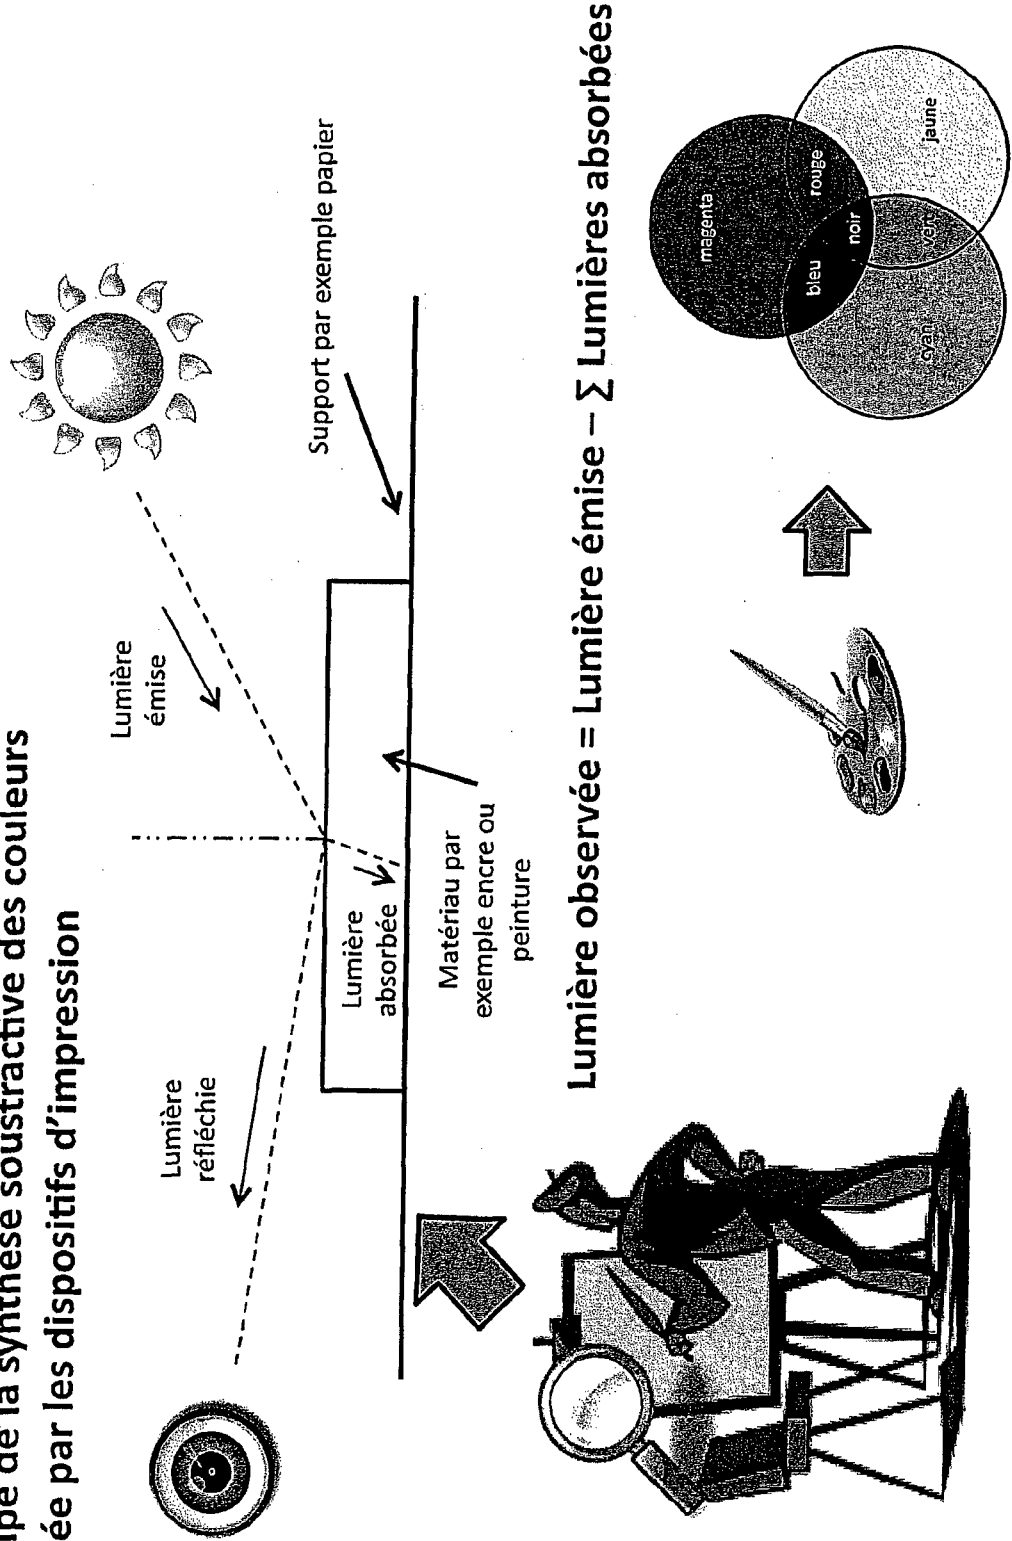 ipe de la synthèse soustractive des couleurs
ée par les dispositifs d'impression
Lumière
réfléchie
Lumière
émise
Support par exemple papier
Lumière
absorbée
Matériau par
exemple encre ou
peinture
Lumière observée = Lumière émise – ∑ Lumières absorbées
magenta
bleu
rouge
noir
cyan
vert
jaune